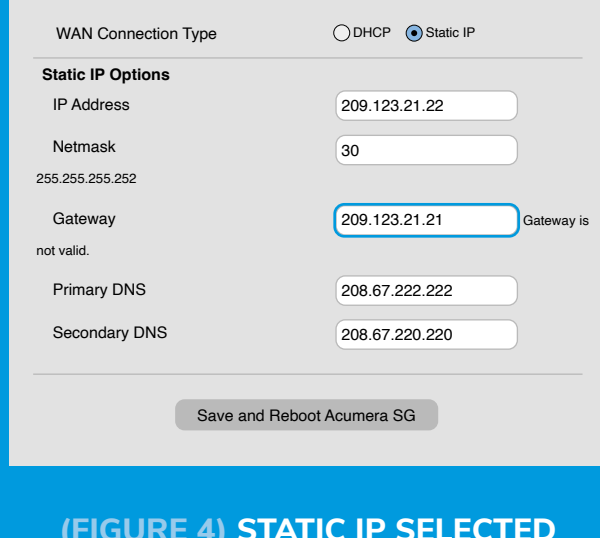 WAN Connection Type DHCP Static IP
Static IP Options
IP Address 209.123.21.22
Netmask 30
255.255.255.252
Gateway 209.123.21.21 Gateway is
not valid.
Primary DNS 208.67.222.222
Secondary DNS 208.67.220.220
Save and Reboot Acumera SG
(FIGURE 4) STATIC IP SELECTED